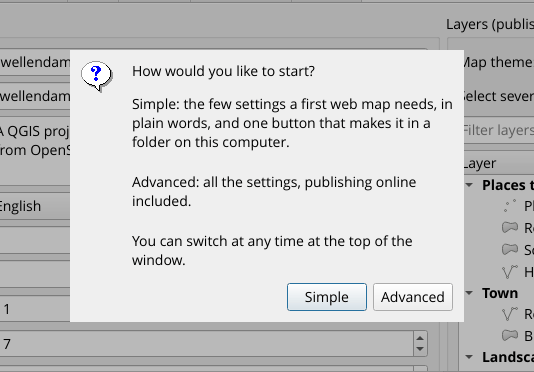 Layers (publis
wellendam
Map theme
wellendam
Select sever
A QGIS proj
Filter layers
from OpenS
Layer
Places t
English
Pl
R
S
H
Town
1
R
B
7
Landsca
How would you like to start?
Simple: the few settings a first web map needs, in
plain words, and one button that makes it in a
folder on this computer.
Advanced: all the settings, publishing online
included.
You can switch at any time at the top of the
window.
Simple
Advanced